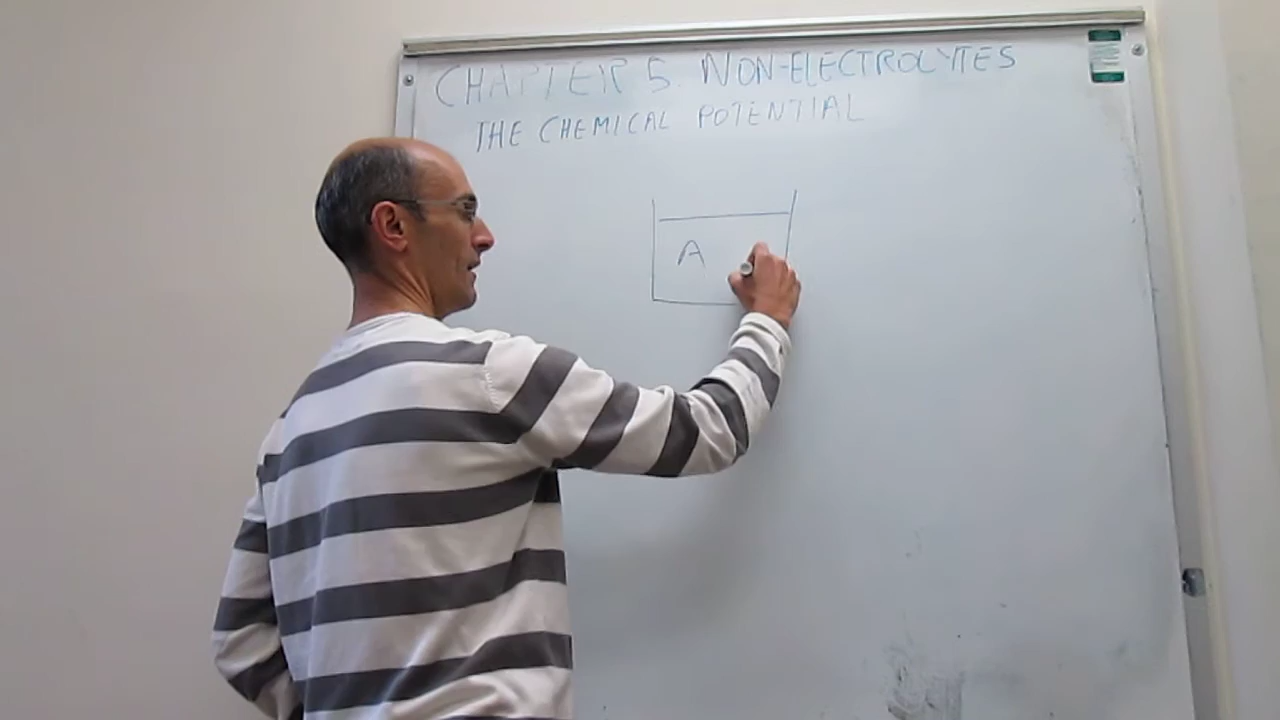 CHAPTER 5. NON-ELECTROLYTES
THE CHEMICAL POTENTIAL
A